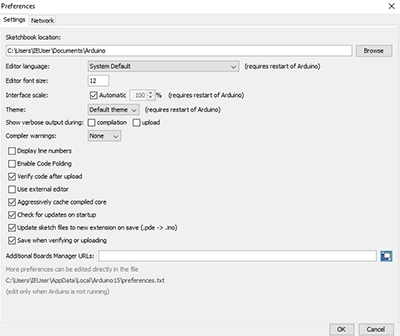 Preferences
Settings Network
Sketchbook location:
C:\Users\IEUser\Documents\Arduino Browse
Editor language: System Default (requires restart of Arduino)
Editor font size: 12
Interface scale: Automatic 100 % (requires restart of Arduino)
Theme: Default theme (requires restart of Arduino)
Show verbose output during: compilation upload
Compiler warnings: None
Display line numbers
Enable Code Folding
Verify code after upload
Use external editor
Aggressively cache compiled core
Check for updates on startup
Update sketch files to new extension on save (.pde -> .ino)
Save when verifying or uploading
Additional Boards Manager URLs:
More preferences can be edited directly in the file
C:\Users\IEUser\AppData\Local\Arduino15\preferences.txt
(edit only when Arduino is not running)
OK Cancel